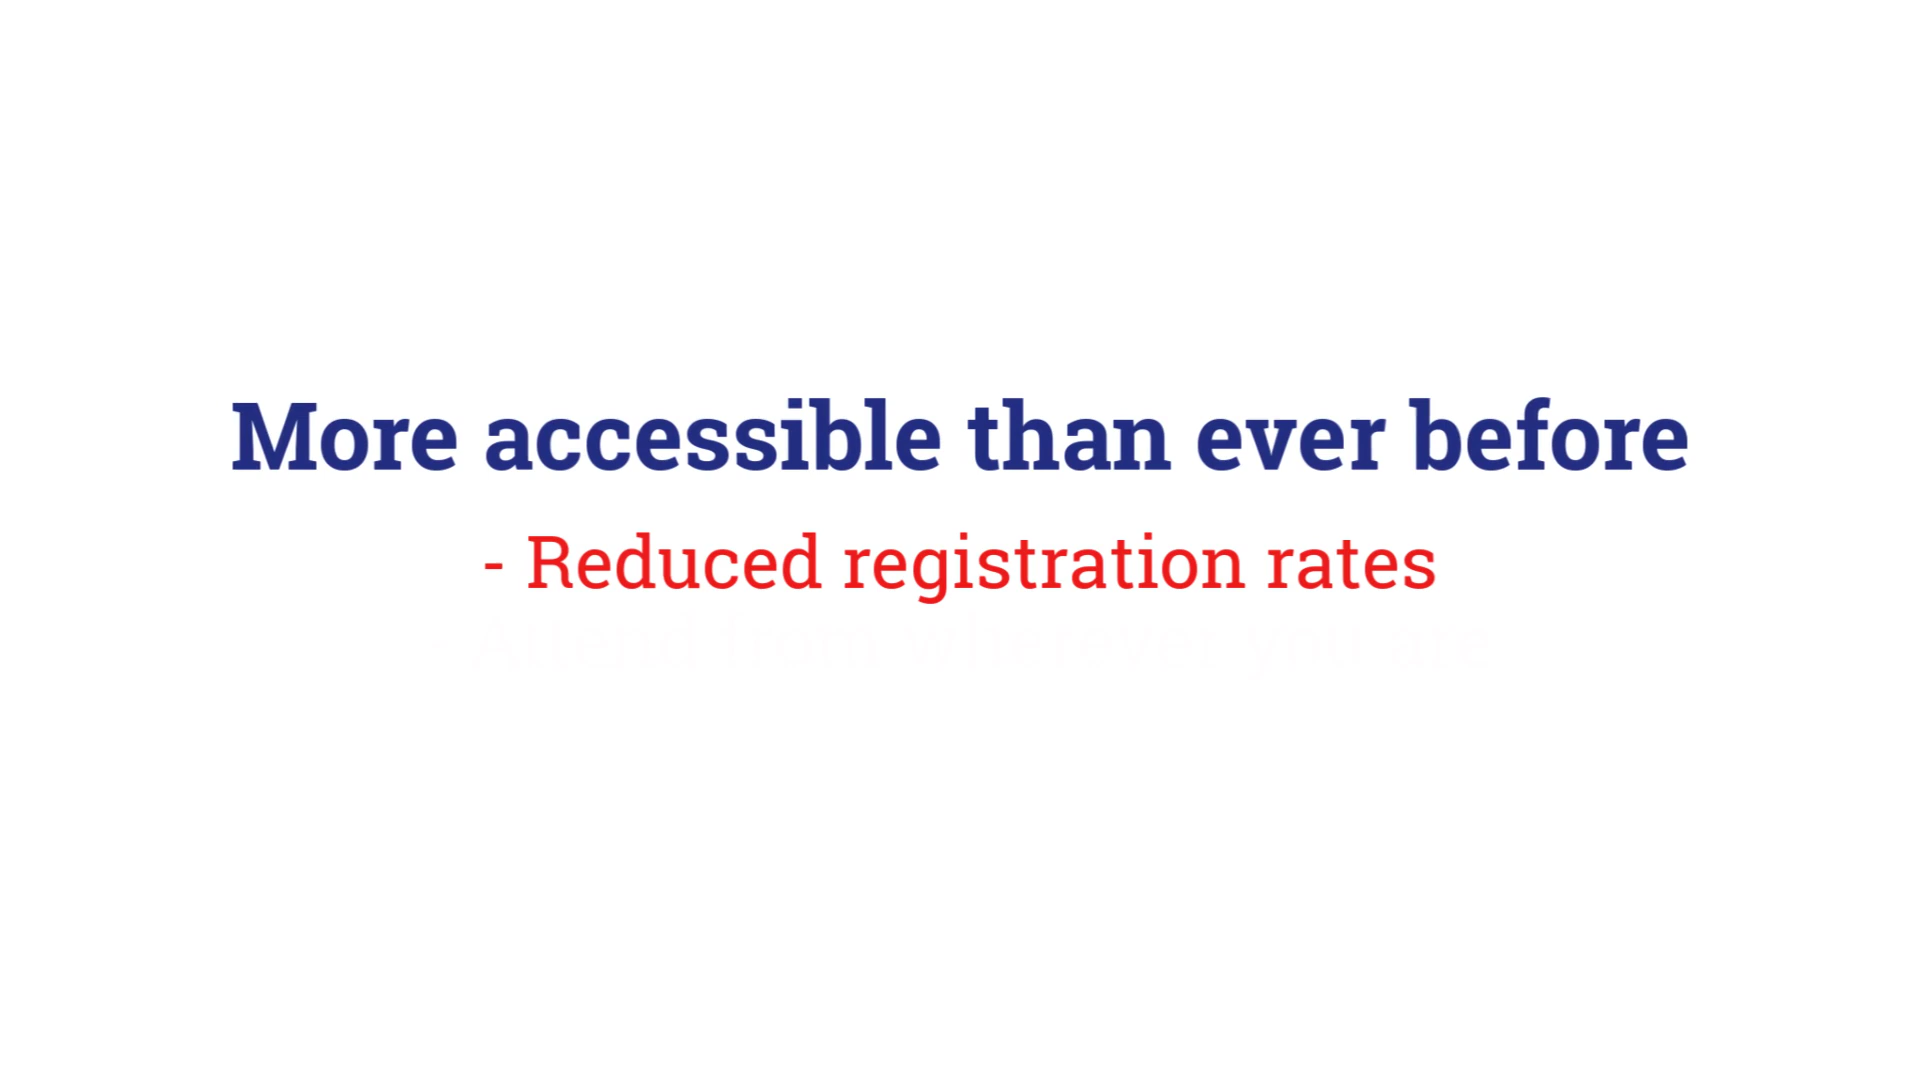 More accessible than ever before
- Reduced registration rates